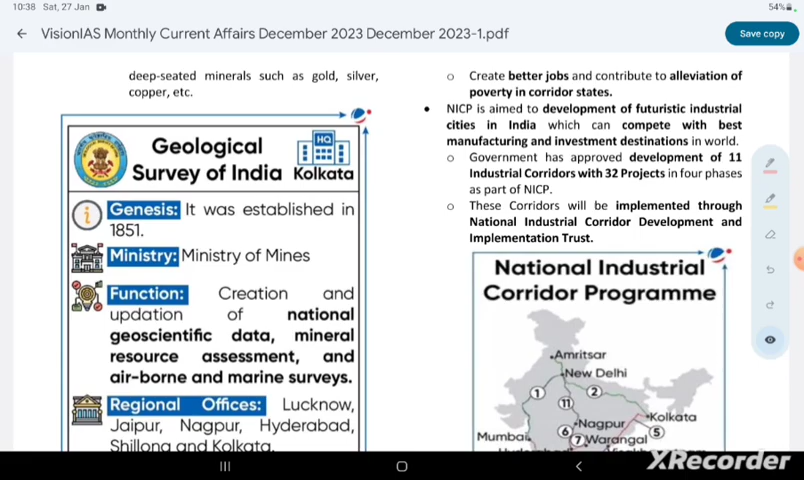 10:38 Sat, 27 Jan
54%
VisionIAS Monthly Current Affairs December 2023 December 2023-1.pdf
Save copy
deep-seated minerals such as gold, silver,
copper, etc.
Geological
Survey of India
HQ
Kolkata
Genesis: It was established in
1851.
Ministry: Ministry of Mines
Function: Creation and
updation of national
geoscientific data, mineral
resource assessment, and
air-borne and marine surveys.
Regional Offices: Lucknow,
Jaipur, Nagpur, Hyderabad,
Shillong and Kolkata.
o Create better jobs and contribute to alleviation of
poverty in corridor states.
• NICP is aimed to development of futuristic industrial
cities in India which can compete with best
manufacturing and investment destinations in world.
o Government has approved development of 11
Industrial Corridors with 32 Projects in four phases
as part of NICP.
o These Corridors will be implemented through
National Industrial Corridor Development and
Implementation Trust.
National Industrial
Corridor Programme
Amritsar
New Delhi
1
2
11
Kolkata
Nagpur
5
Mumbai
6
7
Warangal
XRecorder